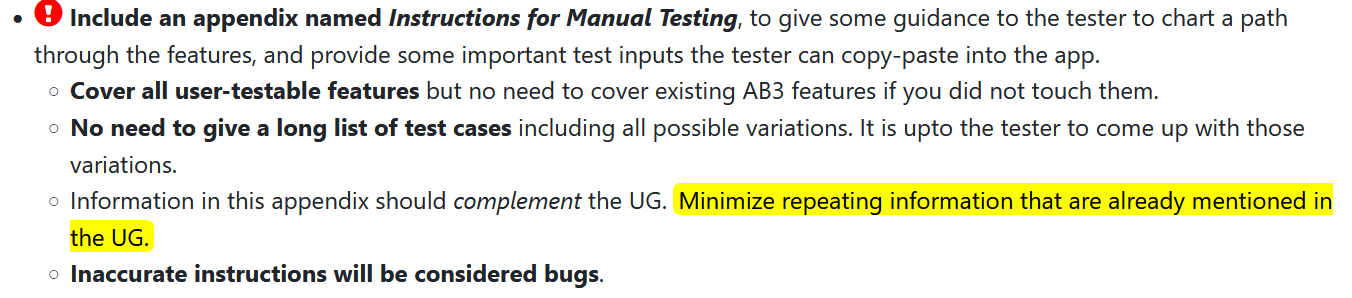 • ❗ Include an appendix named Instructions for Manual Testing, to give some guidance to the tester to chart a path
through the features, and provide some important test inputs the tester can copy-paste into the app.
◦ Cover all user-testable features but no need to cover existing AB3 features if you did not touch them.
◦ No need to give a long list of test cases including all possible variations. It is upto the tester to come up with those
variations.
◦ Information in this appendix should complement the UG. Minimize repeating information that are already mentioned in
the UG.
◦ Inaccurate instructions will be considered bugs.